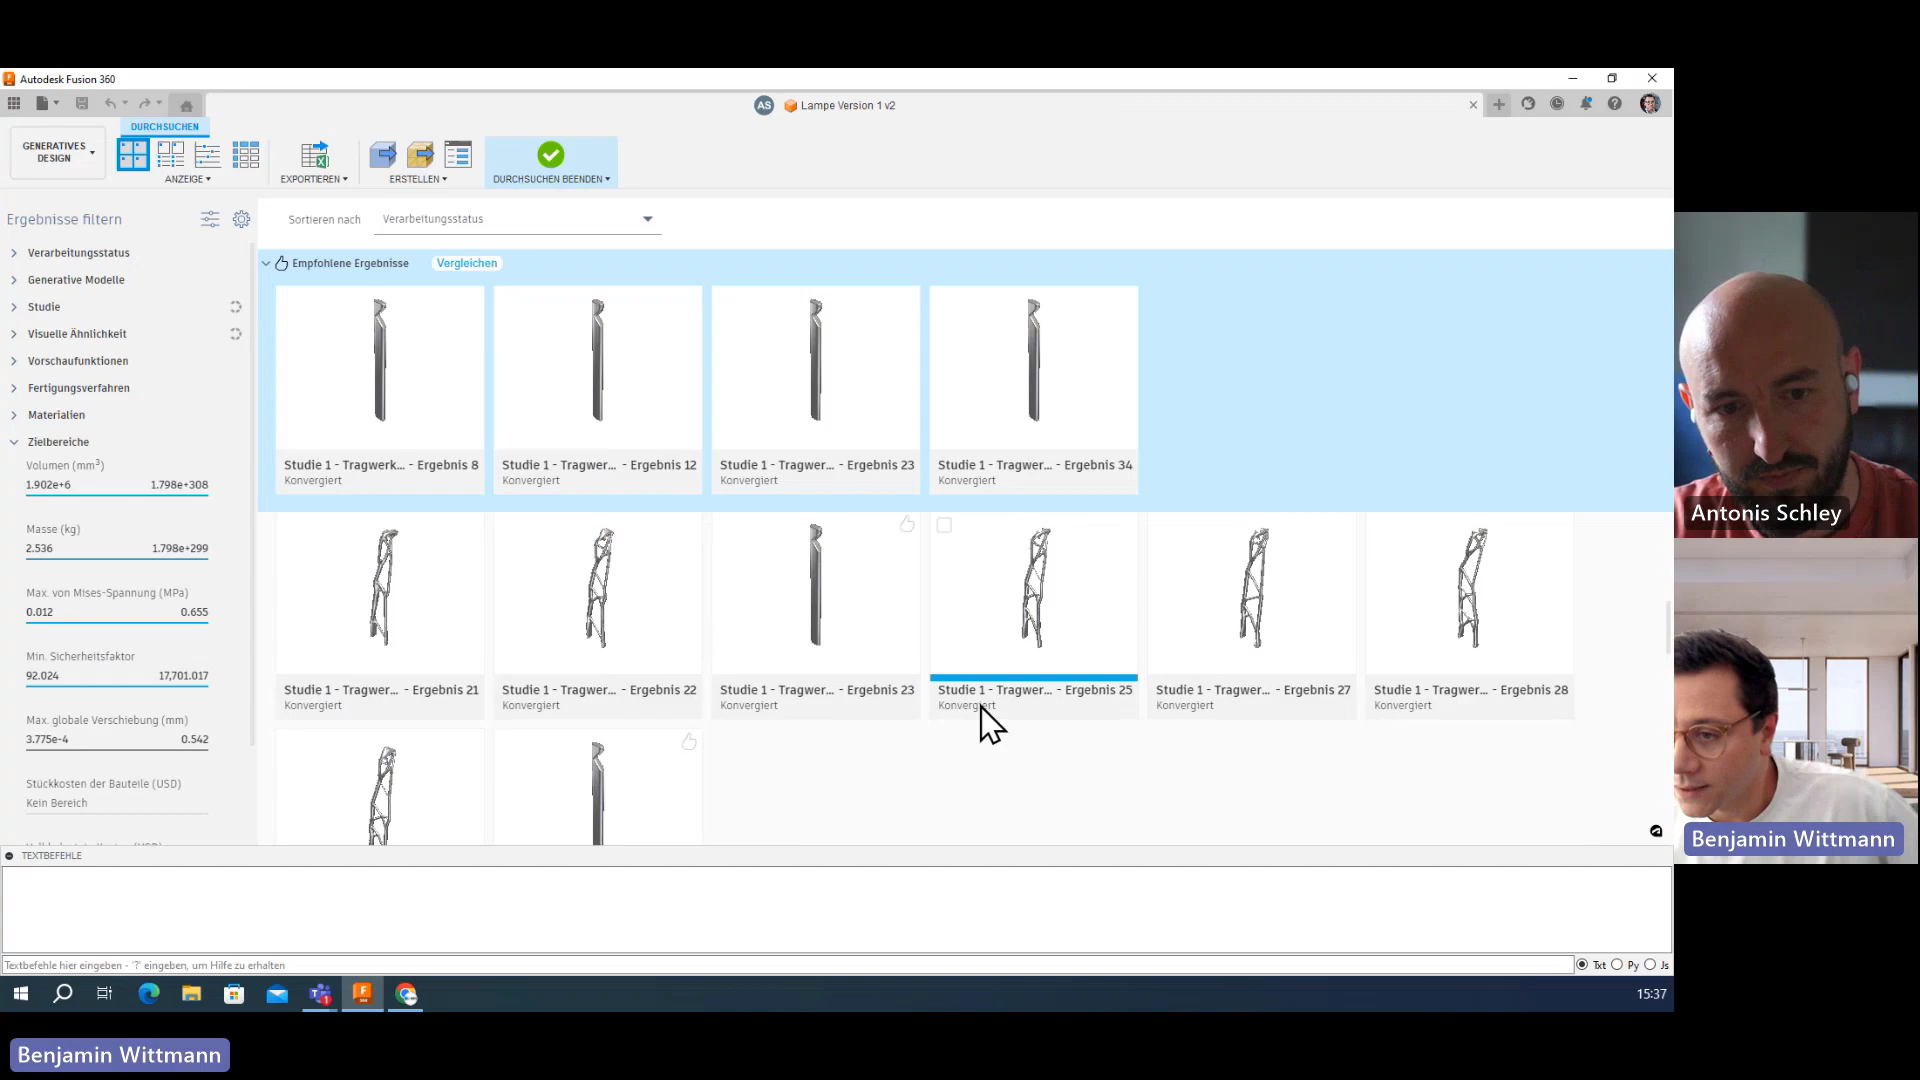 Autodesk Fusion 360
AS
Lampe Version 1 v2
DURCHSUCHEN
GENERATIVES
DESIGN
ANZEIGE
EXPORTIEREN
ERSTELLEN
DURCHSUCHEN BEENDEN
Ergebnisse filtern
Sortieren nach
Verarbeitungsstatus
Verarbeitungsstatus
Generative Modelle
Studie
Visuelle Ähnlichkeit
Vorschaufunktionen
Fertigungsverfahren
Materialien
Zielbereiche
Volumen (mm³)
1.902e+6 1.798e+308
Masse (kg)
2.536 1.798e+299
Max. von Mises-Spannung (MPa)
0.012 0.655
Min. Sicherheitsfaktor
92.024 17,701.017
Max. globale Verschiebung (mm)
3.775e-4 0.542
Stückkosten der Bauteile (USD)
Kein Bereich
Empfohlene Ergebnisse
Vergleichen
Studie 1 - Tragwerk... - Ergebnis 8
Konvergiert
Studie 1 - Tragwer... - Ergebnis 12
Konvergiert
Studie 1 - Tragwer... - Ergebnis 23
Konvergiert
Studie 1 - Tragwer... - Ergebnis 34
Konvergiert
Studie 1 - Tragwer... - Ergebnis 21
Konvergiert
Studie 1 - Tragwer... - Ergebnis 22
Konvergiert
Studie 1 - Tragwer... - Ergebnis 23
Konvergiert
Studie 1 - Tragwer... - Ergebnis 25
Konvergiert
Studie 1 - Tragwer... - Ergebnis 27
Konvergiert
Studie 1 - Tragwer... - Ergebnis 28
Konvergiert
TEXTBEFEHLE
Textbefehle hier eingeben - '?' eingeben, um Hilfe zu erhalten
Txt Py Js
15:37
Antonis Schley
Benjamin Wittmann
Benjamin Wittmann